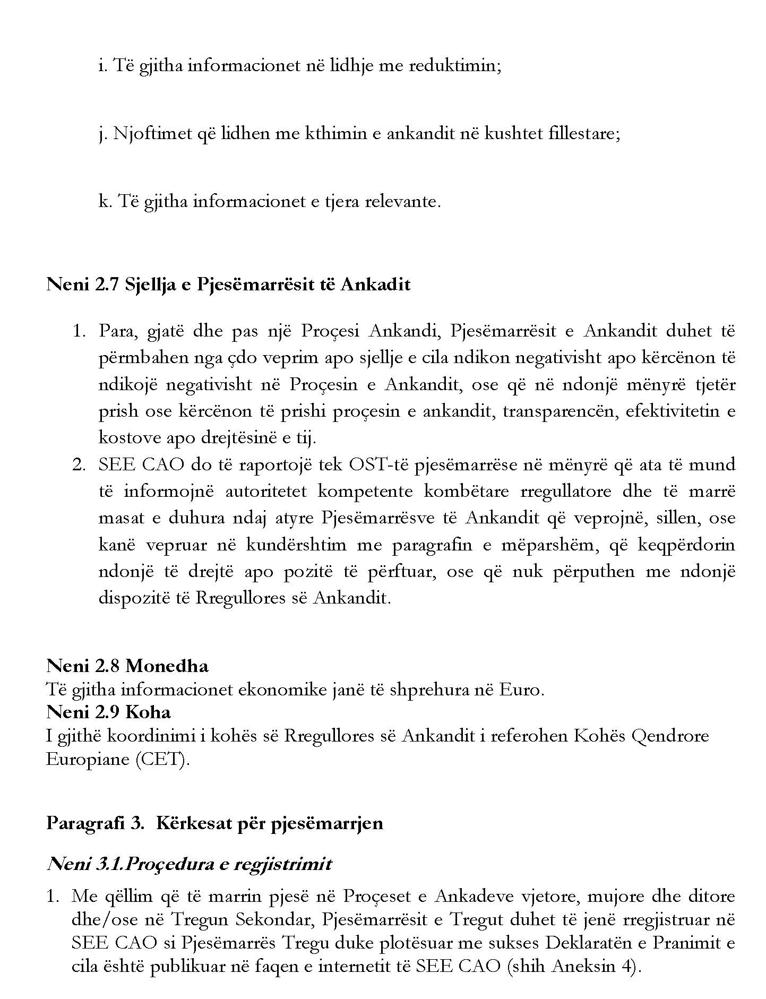 i. Të gjitha informacionet në lidhje me reduktimin;
j. Njoftimet që lidhen me kthimin e ankandit në kushtet fillestare;
k. Të gjitha informacionet e tjera relevante.
Neni 2.7 Sjellja e Pjesëmarrësit të Ankadit
1. Para, gjatë dhe pas një Proçesi Ankandi, Pjesëmarrësit e Ankandit duhet të
përmbahen nga çdo veprim apo sjellje e cila ndikon negativisht apo kërcënon të
ndikojë negativisht në Proçesin e Ankandit, ose që në ndonjë mënyrë tjetër
prish ose kërcënon të prishi proçesin e ankandit, transparencën, efektivitetin e
kostove apo drejtësinë e tij.
2. SEE CAO do të raportojë tek OST-të pjesëmarrëse në mënyrë që ata të mund
të informojnë autoritetet kompetente kombëtare rregullatore dhe të marrë
masat e duhura ndaj atyre Pjesëmarrësve të Ankandit që veprojnë, sillen, ose
kanë vepruar në kundërshtim me paragrafin e mëparshëm, që keqpërdorin
ndonjë të drejtë apo pozitë të përftuar, ose që nuk përputhen me ndonjë
dispozitë të Rregullores së Ankandit.
Neni 2.8 Monedha
Të gjitha informacionet ekonomike janë të shprehura në Euro.
Neni 2.9 Koha
I gjithë koordinimi i kohës së Rregullores së Ankandit i referohen Kohës Qendrore
Europiane (CET).
Paragrafi 3. Kërkesat për pjesëmarrjen
Neni 3.1.Proçedura e regjistrimit
1. Me qëllim që të marrin pjesë në Proçeset e Ankadeve vjetore, mujore dhe ditore
dhe/ose në Tregun Sekondar, Pjesëmarrësit e Tregut duhet të jenë rregjistruar në
SEE CAO si Pjesëmarrës Tregu duke plotësuar me sukses Deklaratën e Pranimit e
cila është publikuar në faqen e internetit të SEE CAO (shih Aneksin 4).